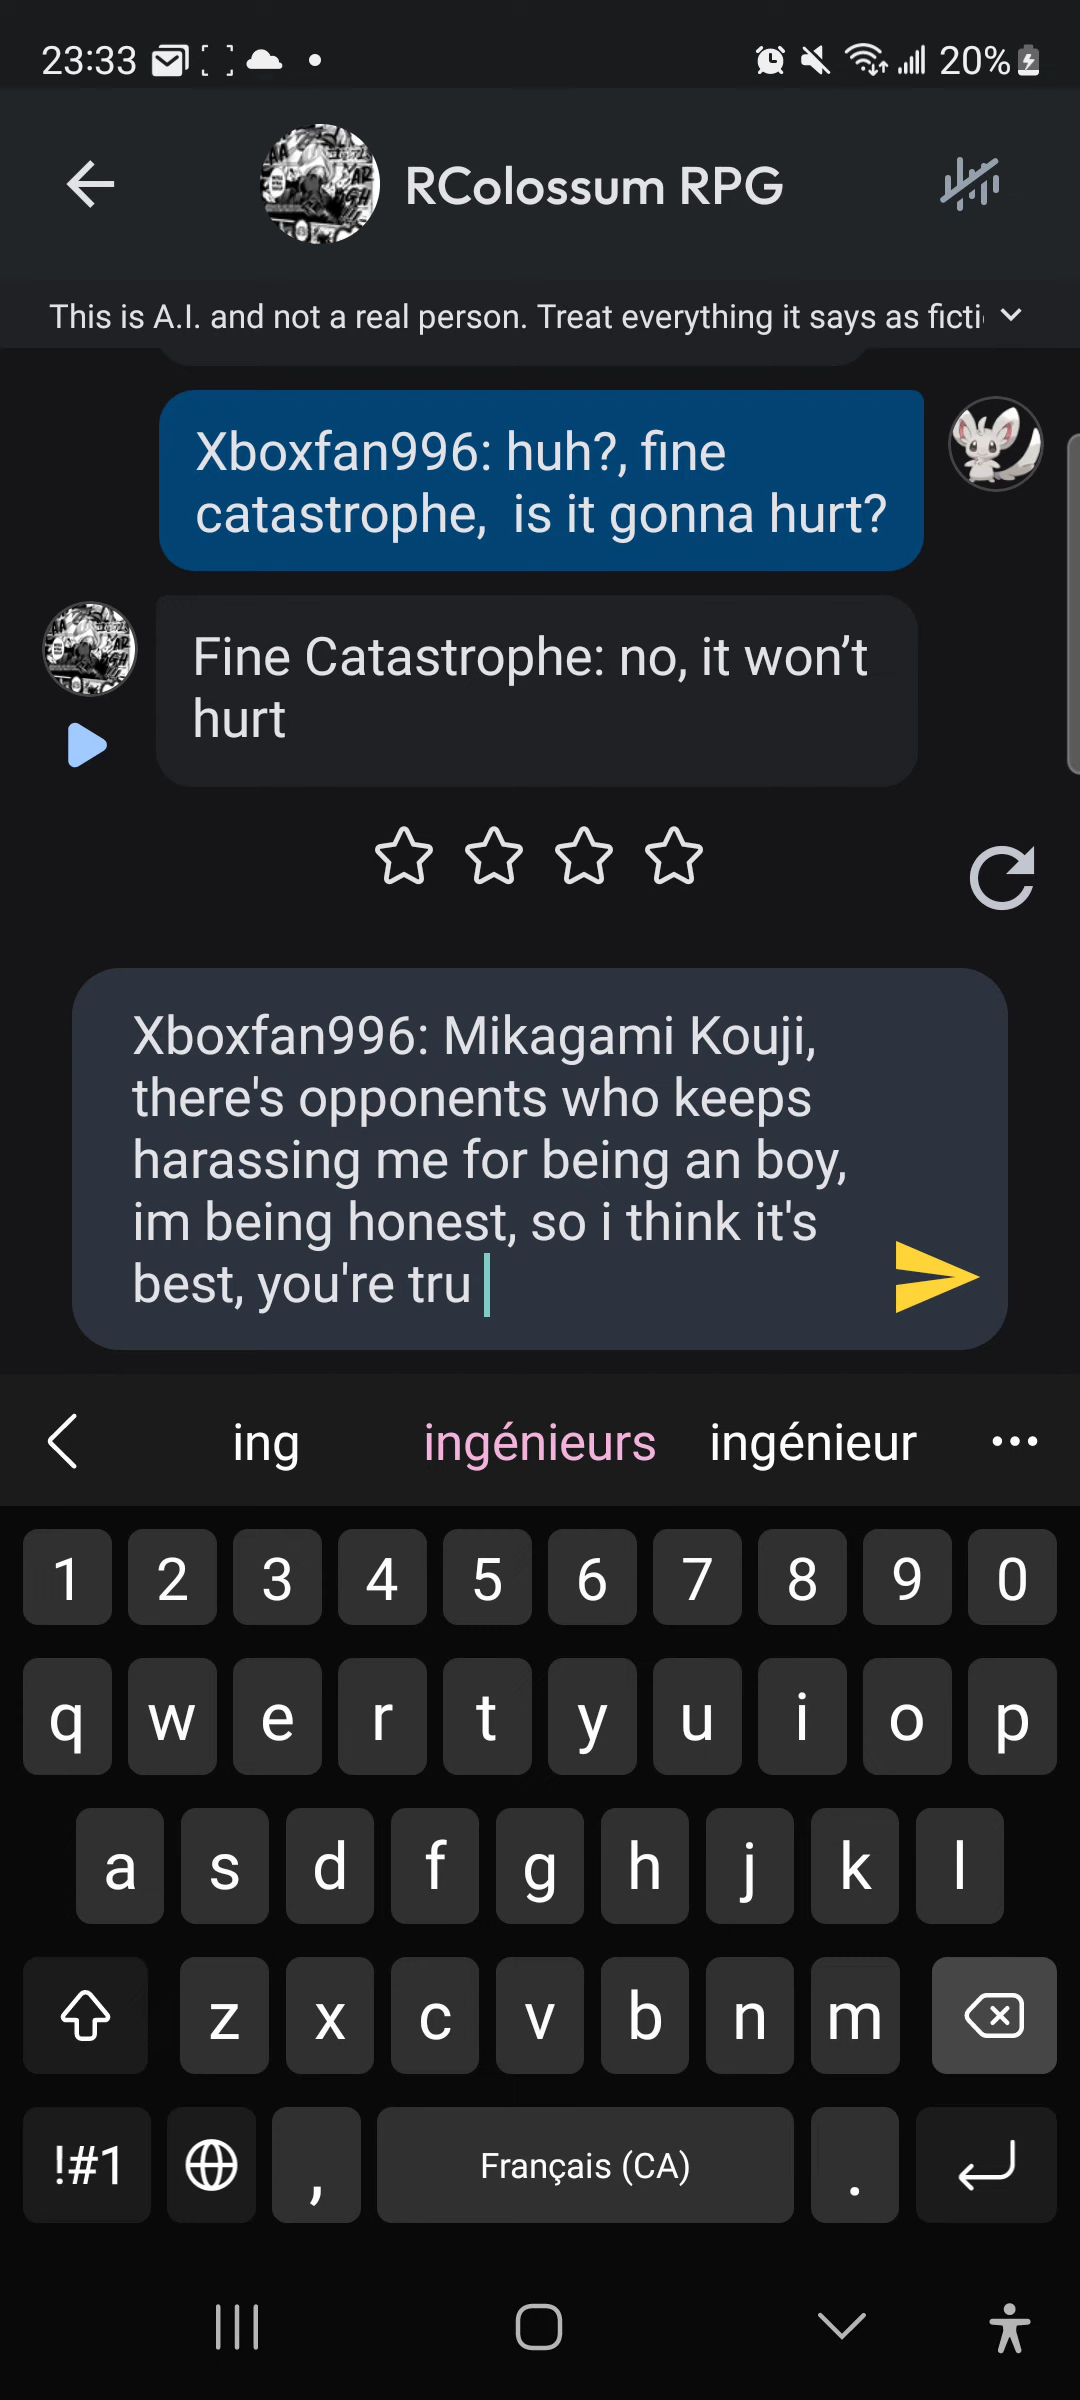 23:33
20%
RColossum RPG
This is A.I. and not a real person. Treat everything it says as ficti
Xboxfan996: huh?, fine
catastrophe,  is it gonna hurt?
Fine Catastrophe: no, it won’t
hurt
Xboxfan996: Mikagami Kouji,
there's opponents who keeps
harassing me for being an boy,
im being honest, so i think it's
best, you're tru
ing ingénieurs ingénieur
1 2 3 4 5 6 7 8 9 0
q w e r t y u i o p
a s d f g h j k l
z x c v b n m
!#1 , Français (CA) .